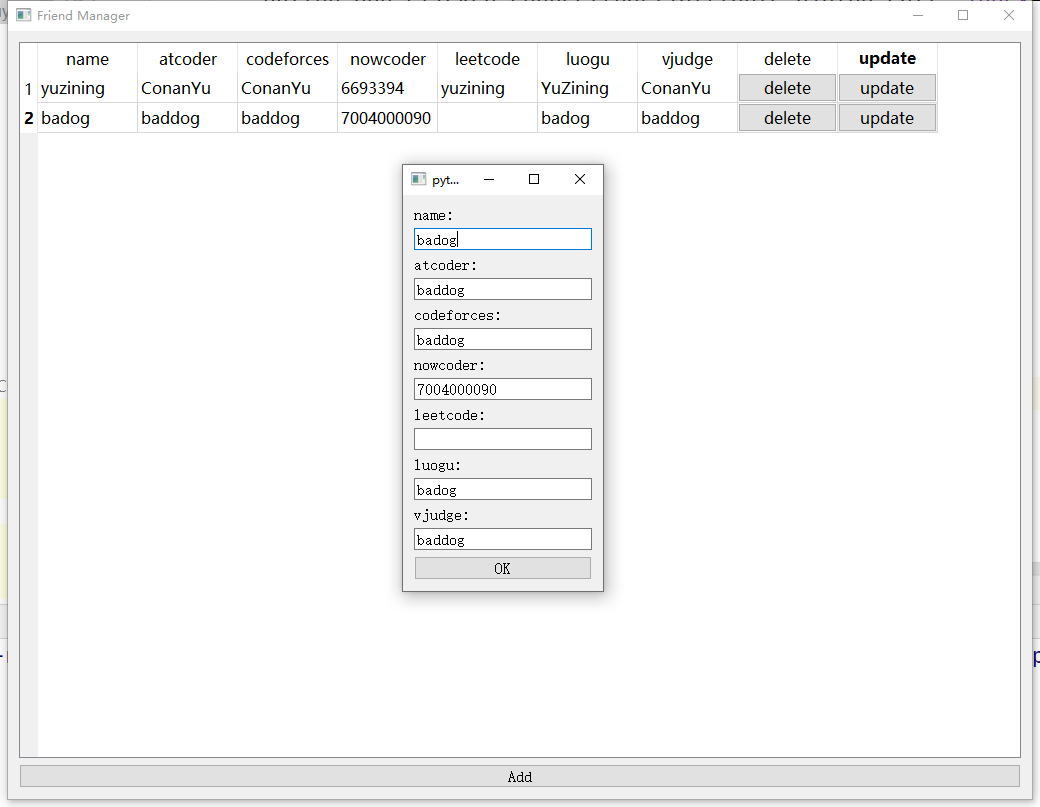 Friend Manager
name atcoder codeforces nowcoder leetcode luogu vjudge delete update
1 yuzining ConanYu ConanYu 6693394 yuzining YuZining ConanYu delete update
2 badog baddog baddog 7004000090 badog baddog delete update
pyt...
name:
badog
atcoder:
baddog
codeforces:
baddog
nowcoder:
7004000090
leetcode:
luogu:
badog
vjudge:
baddog
OK
Add